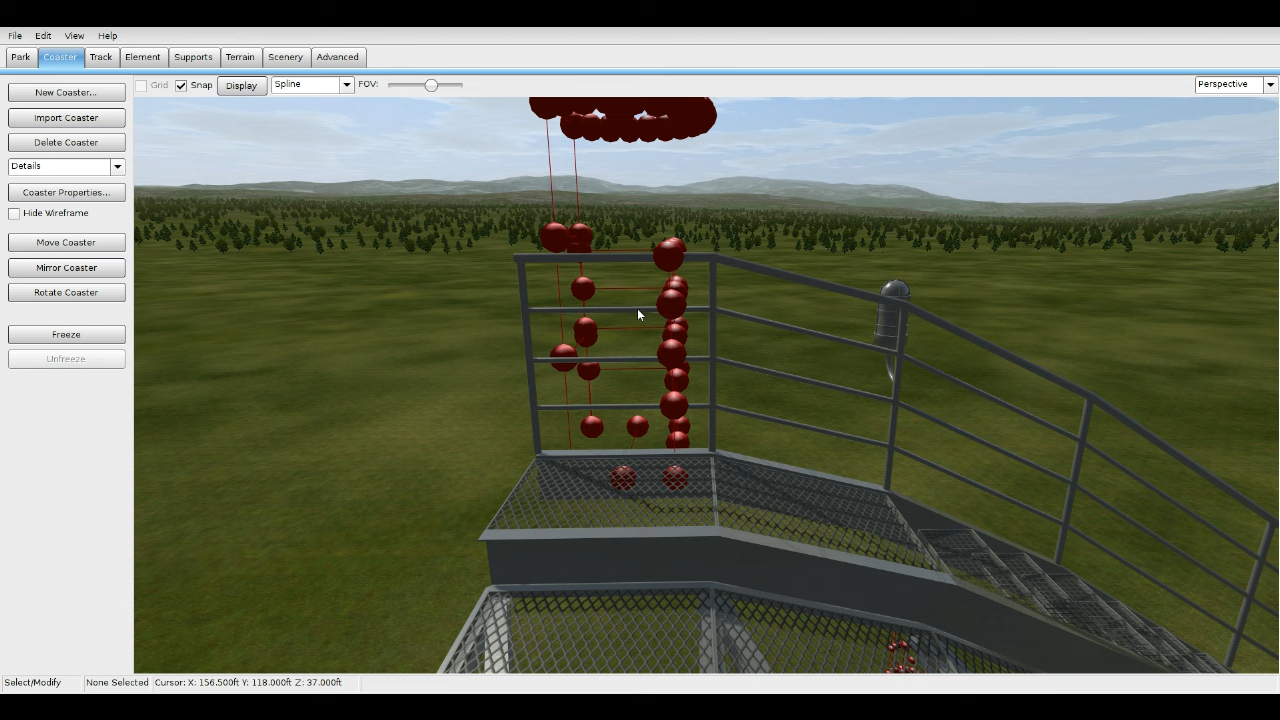 File Edit View Help
Park Coaster Track Element Supports Terrain Scenery Advanced
Grid Snap Display Spline FOV: Perspective
New Coaster...
Import Coaster
Delete Coaster
Details
Coaster Properties...
Hide Wireframe
Move Coaster
Mirror Coaster
Rotate Coaster
Freeze
Unfreeze
Select/Modify None Selected Cursor: X: 156.500ft Y: 118.000ft Z: 37.000ft